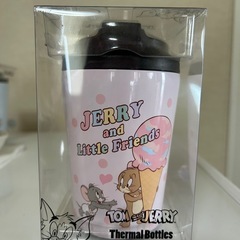 JERRY
and
Little Friends
TOM and JERRY
Thermal Bottles